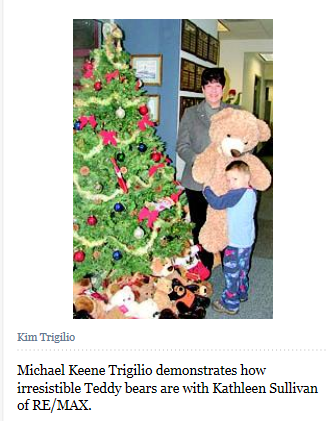 Kim Trigilio
Michael Keene Trigilio demonstrates how
irresistible Teddy bears are with Kathleen Sullivan
of RE/MAX.